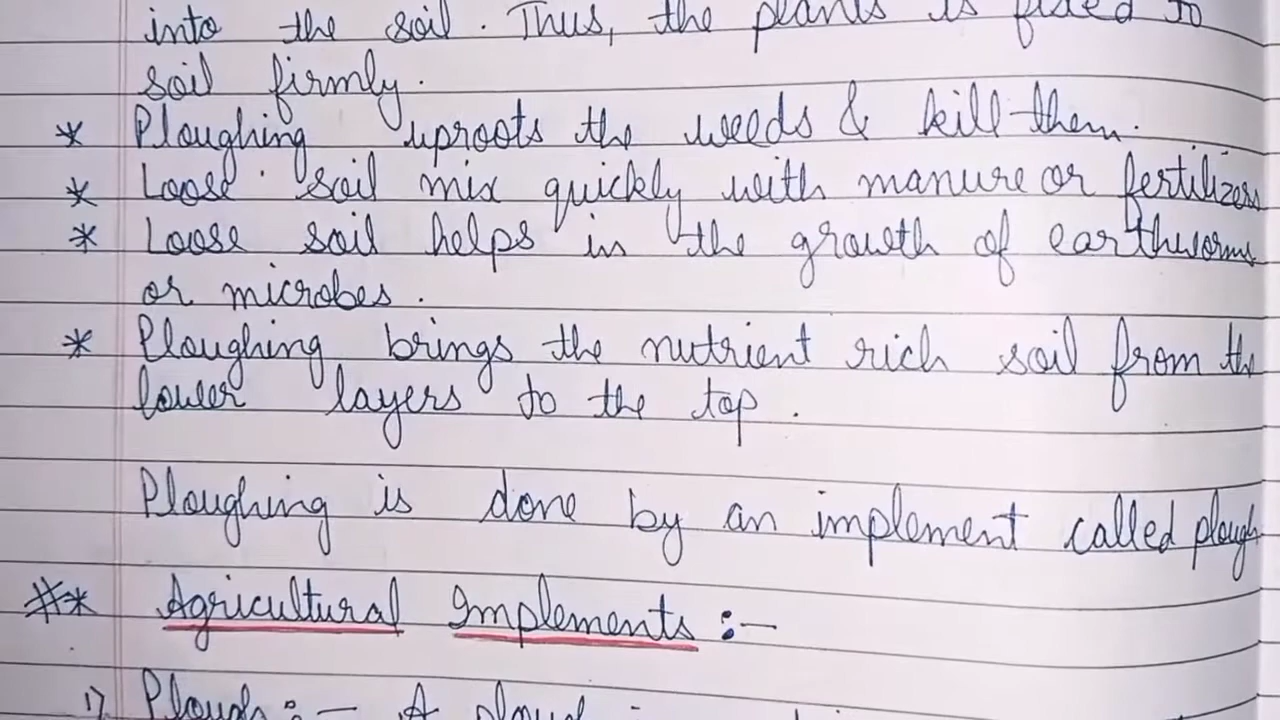 into the soil. Thus, the plants is fixed to
soil firmly.
* Ploughing uproots the weeds & kill them.
* Loose soil mix quickly with manure or fertilizers
* Loose soil helps in the growth of earthworms
or microbes.
* Ploughing brings the nutrient rich soil from the
lower layers to the top.
Ploughing is done by an implement called plough
#* Agricultural Implements :-
1) Plough :- A plough